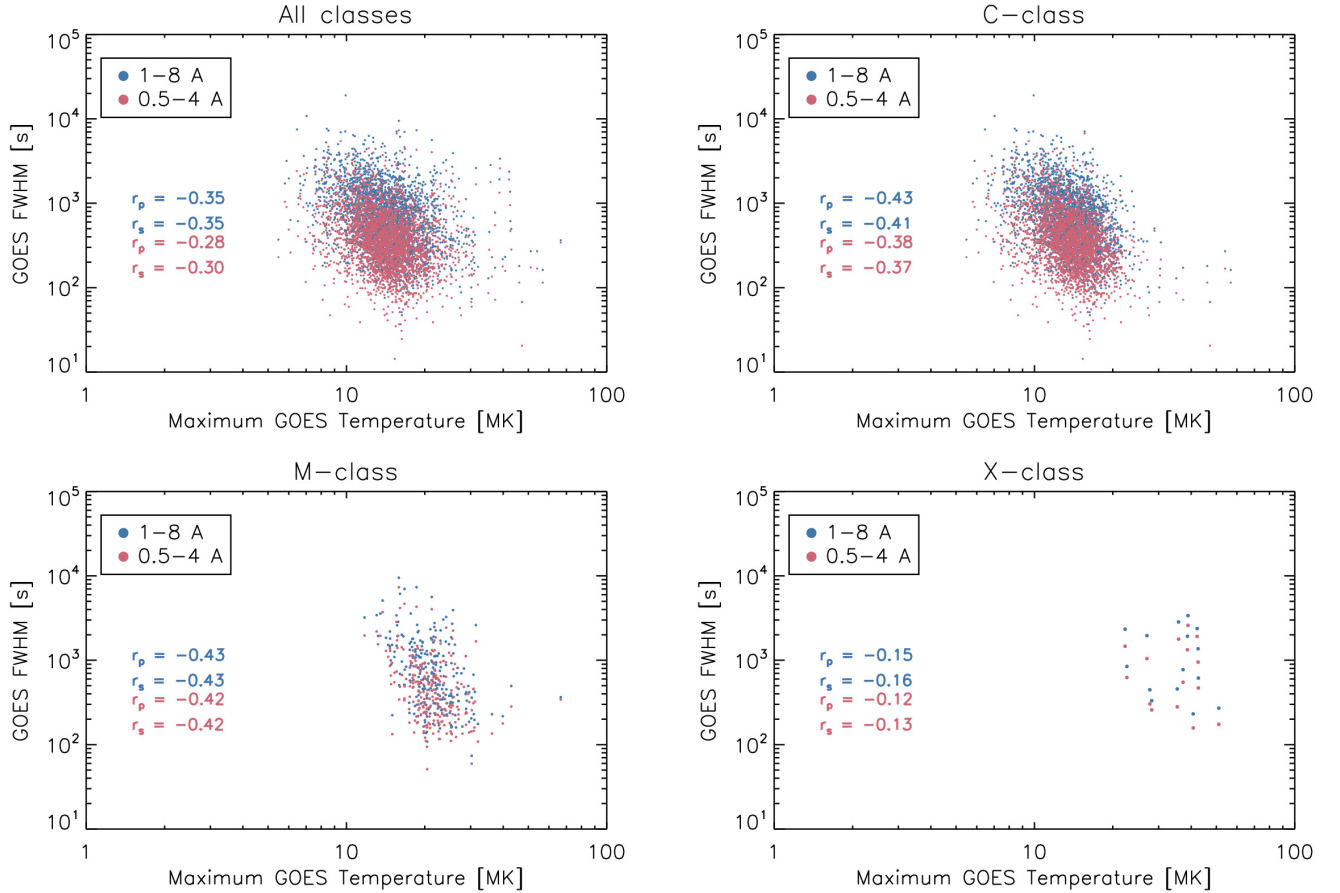 All classes
10^5
10^4
10^3
10^2
10^1
GOES FWHM [s]
1−8 A
0.5−4 A
r_p = −0.35
r_s = −0.35
r_p = −0.28
r_s = −0.30
1
10
100
Maximum GOES Temperature [MK]
C−class
10^5
10^4
10^3
10^2
10^1
GOES FWHM [s]
1−8 A
0.5−4 A
r_p = −0.43
r_s = −0.41
r_p = −0.38
r_s = −0.37
1
10
100
Maximum GOES Temperature [MK]
M−class
10^5
10^4
10^3
10^2
10^1
GOES FWHM [s]
1−8 A
0.5−4 A
r_p = −0.43
r_s = −0.43
r_p = −0.42
r_s = −0.42
1
10
100
Maximum GOES Temperature [MK]
X−class
10^5
10^4
10^3
10^2
10^1
GOES FWHM [s]
1−8 A
0.5−4 A
r_p = −0.15
r_s = −0.16
r_p = −0.12
r_s = −0.13
1
10
100
Maximum GOES Temperature [MK]